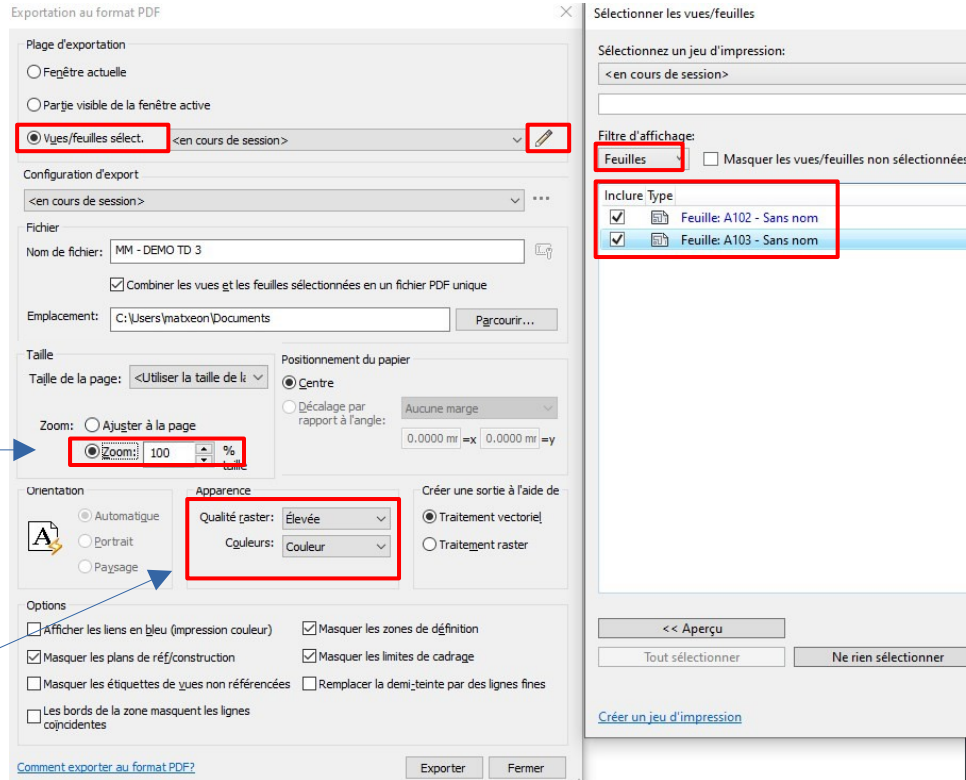 Exportation au format PDF
Plage d'exportation
Fenêtre actuelle
Partie visible de la fenêtre active
Vues/feuilles sélect. <en cours de session>
Configuration d'export
<en cours de session>
Fichier
Nom de fichier: MM - DEMO TD 3
Combiner les vues et les feuilles sélectionnées en un fichier PDF unique
Emplacement: C:\Users\matxeon\Documents Parcourir...
Taille
Taille de la page: <Utiliser la taille de la
Zoom: Ajuster à la page
Zoom: 100 %
taille
Positionnement du papier
Centre
Décalage par
rapport à l'angle:
Aucune marge
0.0000 mr =x 0.0000 mr =y
Orientation
Automatique
Portrait
Paysage
Apparence
Qualité raster: Élevée
Couleurs: Couleur
Créer une sortie à l'aide de
Traitement vectoriel
Traitement raster
Options
Afficher les liens en bleu (impression couleur)
Masquer les plans de réf/construction
Masquer les étiquettes de vues non référencées
Les bords de la zone masquent les lignes
coïncidentes
Masquer les zones de définition
Masquer les limites de cadrage
Remplacer la demi-teinte par des lignes fines
Comment exporter au format PDF?
Exporter Fermer
Sélectionner les vues/feuilles
Sélectionnez un jeu d'impression:
<en cours de session>
Filtre d'affichage:
Feuilles Masquer les vues/feuilles non sélectionnées
Inclure Type
Feuille: A102 - Sans nom
Feuille: A103 - Sans nom
<< Aperçu
Tout sélectionner Ne rien sélectionner
Créer un jeu d'impression